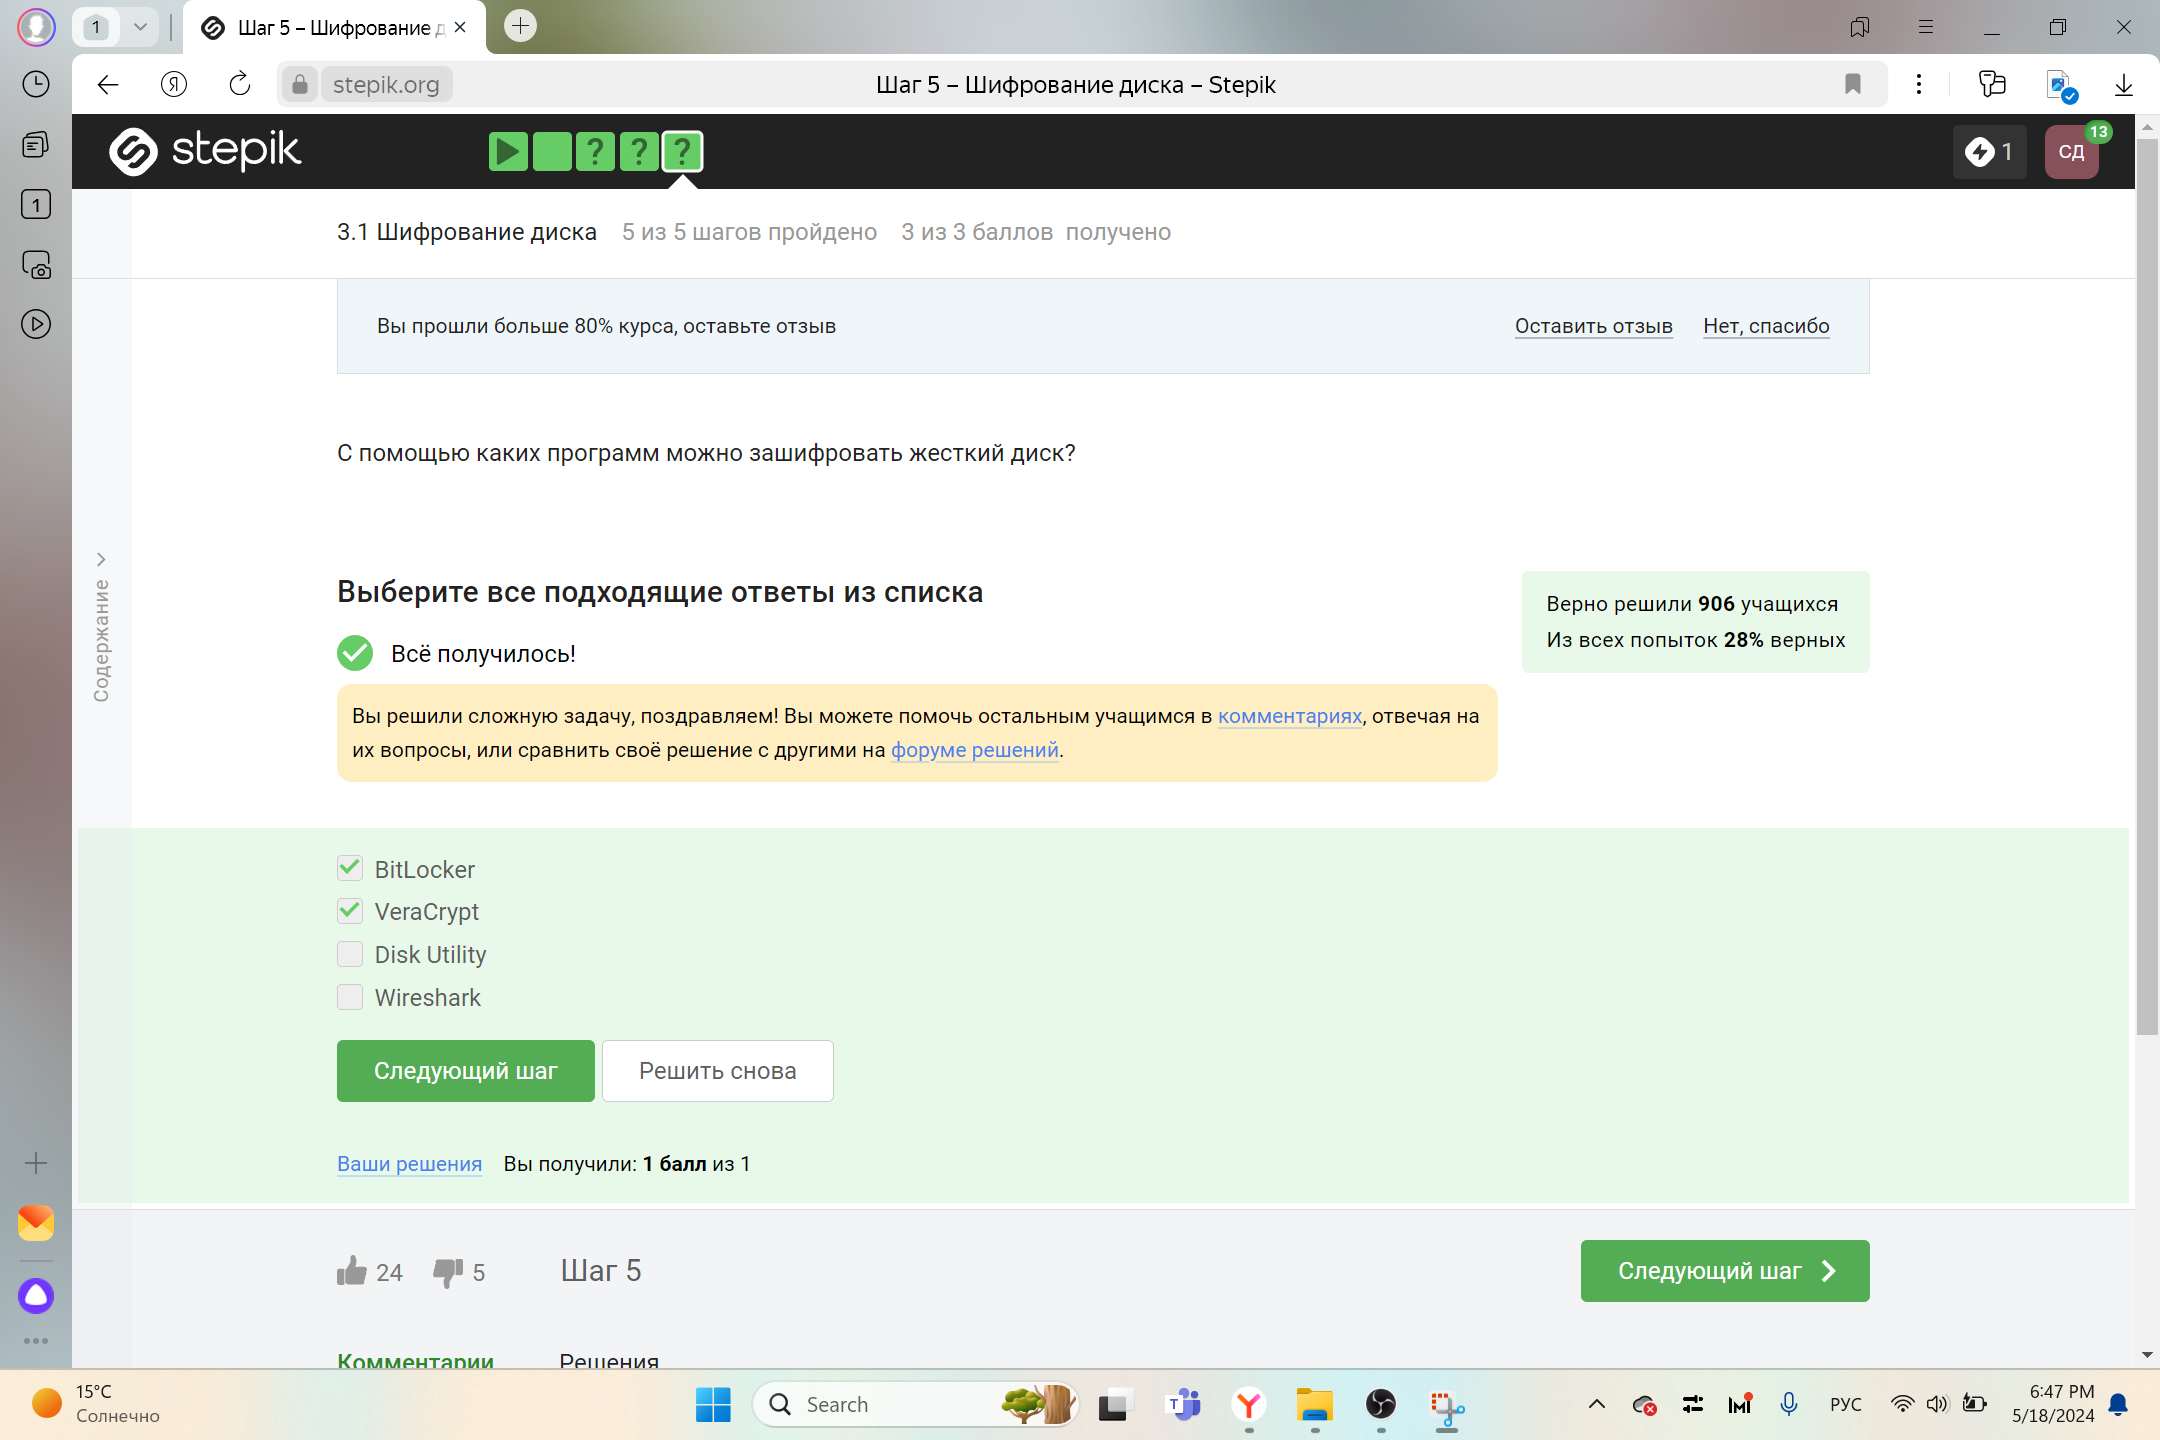 1
Шаг 5 – Шифрование д
stepik.org
Шаг 5 – Шифрование диска – Stepik
stepik
? ? ?
1
СД
13
1
3.1 Шифрование диска 5 из 5 шагов пройдено 3 из 3 баллов получено
Вы прошли больше 80% курса, оставьте отзыв
Оставить отзыв
Нет, спасибо
С помощью каких программ можно зашифровать жесткий диск?
Содержание
Выберите все подходящие ответы из списка
Верно решили 906 учащихся
Из всех попыток 28% верных
Всё получилось!
Вы решили сложную задачу, поздравляем! Вы можете помочь остальным учащимся в комментариях, отвечая на
их вопросы, или сравнить своё решение с другими на форуме решений.
BitLocker
VeraCrypt
Disk Utility
Wireshark
Следующий шаг
Решить снова
Ваши решения Вы получили: 1 балл из 1
24
5
Шаг 5
Следующий шаг
Комментарии
Решения
15°C
Солнечно
Search
РУС
6:47 PM
5/18/2024